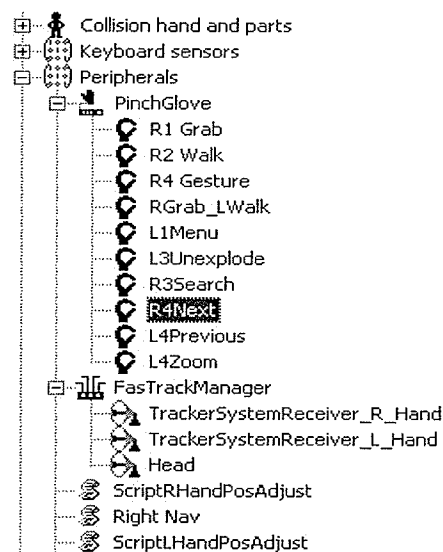 Collision hand and parts
Keyboard sensors
Peripherals
PinchGlove
R1 Grab
R2 Walk
R4 Gesture
RGrab_LWalk
L1Menu
L3Unexplode
R3Search
R4Next
L4Previous
L4Zoom
FasTrackManager
TrackerSystemReceiver_R_Hand
TrackerSystemReceiver_L_Hand
Head
ScriptRHandPosAdjust
Right Nav
ScriptLHandPosAdjust